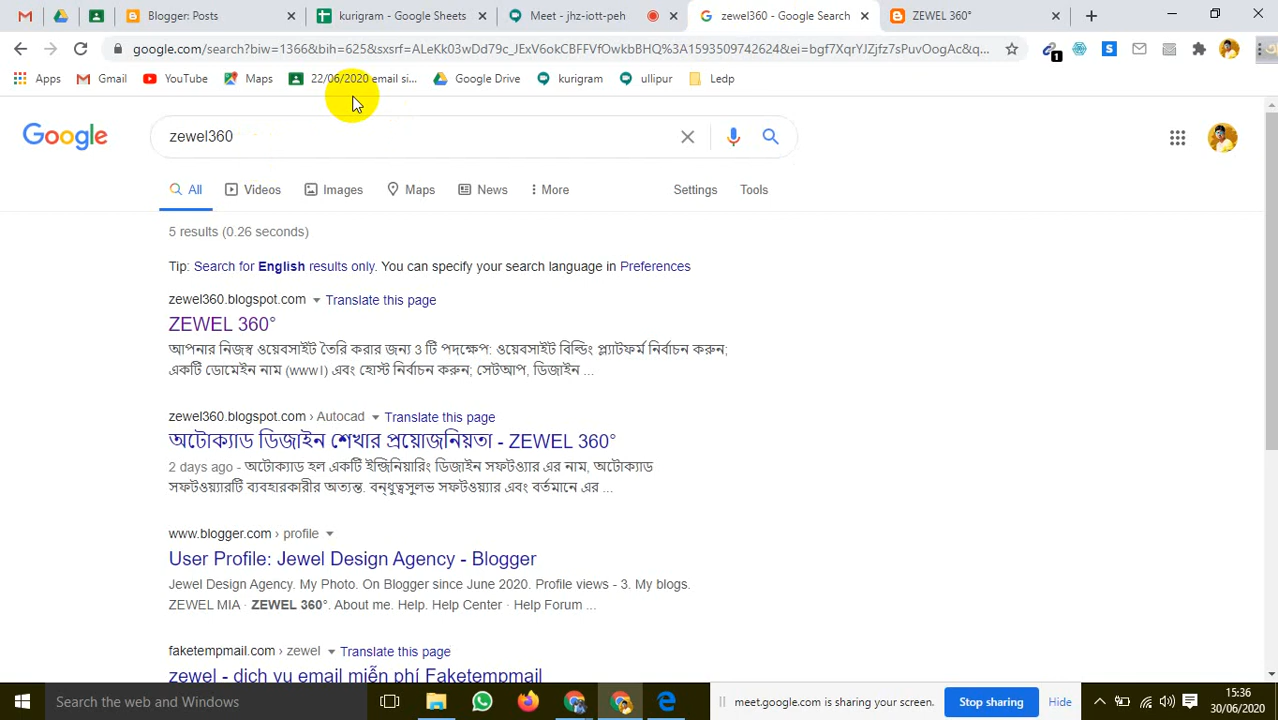 Blogger: Posts
kurigram - Google Sheets
Meet - jhz-iott-peh
zewel360 - Google Search
ZEWEL 360°
google.com/search?biw=1366&bih=625&sxsrf=ALeKk03wDd79c_JExV6okCBFFVfOwkbBHQ%3A1593509742624&ei=bgf7XqrYJZjfz7sPuvOogAc&q...
1
Apps
Gmail
YouTube
Maps
22/06/2020 email si...
Google Drive
kurigram
ullipur
Ledp
Google
zewel360
All
Videos
Images
Maps
News
More
Settings
Tools
5 results (0.26 seconds)
Tip: Search for English results only. You can specify your search language in Preferences
zewel360.blogspot.com Translate this page
ZEWEL 360°
আপনার নিজস্ব ওয়েবসাইট তৈরি করার জন্য 3 টি পদক্ষেপ: ওয়েবসাইট বিল্ডিং প্ল্যাটফর্ম নির্বাচন করুন;
একটি ডোমেইন নাম (www।) এবং হোস্ট নির্বাচন করুন; সেটআপ, ডিজাইন ...
zewel360.blogspot.com › Autocad Translate this page
অটোক্যাড ডিজাইন শেখার প্রয়োজনিয়তা - ZEWEL 360°
2 days ago - অটোক্যাড হল একটি ইন্জিনিয়ারিং ডিজাইন সফটওয়্যার এর নাম, অটোক্যাড
সফটওয়্যারটি ব্যবহারকারীর অত্যন্ত. বন্ধুত্বসুলভ সফটওয়্যার এবং বর্তমানে এর ...
www.blogger.com › profile
User Profile: Jewel Design Agency - Blogger
Jewel Design Agency. My Photo. On Blogger since June 2020. Profile views - 3. My blogs.
ZEWEL MIA · ZEWEL 360°. About me. Help. Help Center · Help Forum ...
faketempmail.com › zewel Translate this page
zewel - dịch vụ email miễn phí Faketempmail
Search the web and Windows
meet.google.com is sharing your screen.
Stop sharing
Hide
15:36
30/06/2020